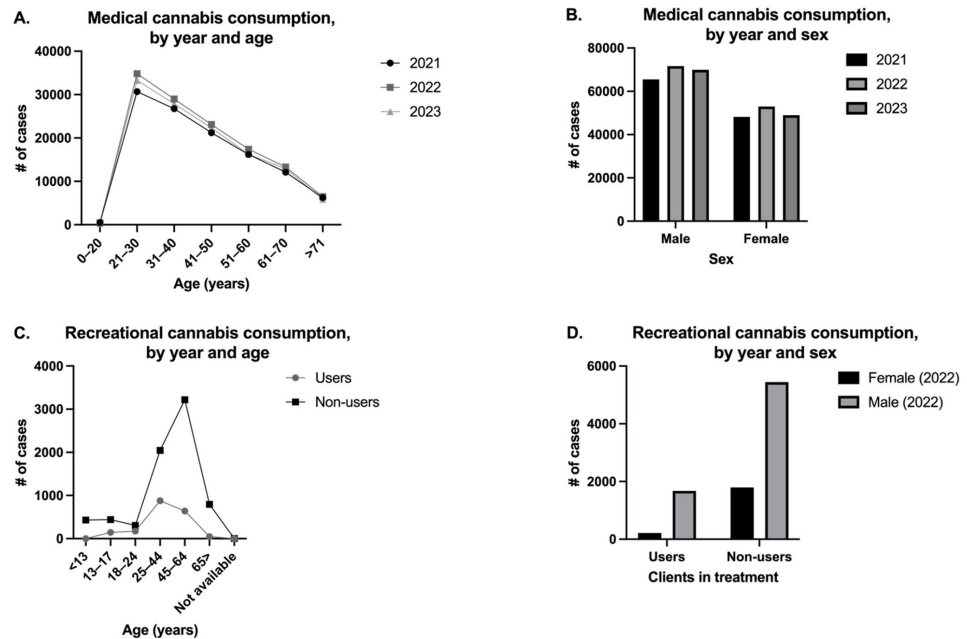 A.
Medical cannabis consumption,
by year and age
40000
30000
20000
10000
0
# of cases
0–20
21–30
31–40
41–50
51–60
61–70
>71
Age (years)
2021
2022
2023
B.
Medical cannabis consumption,
by year and sex
80000
60000
40000
20000
0
# of cases
Male
Female
Sex
2021
2022
2023
C.
Recreational cannabis consumption,
by year and age
4000
3000
2000
1000
0
# of cases
<13
13–17
18–24
25–44
45–64
65>
Not available
Age (years)
Users
Non-users
D.
Recreational cannabis consumption,
by year and sex
6000
4000
2000
0
# of cases
Users
Non-users
Clients in treatment
Female (2022)
Male (2022)